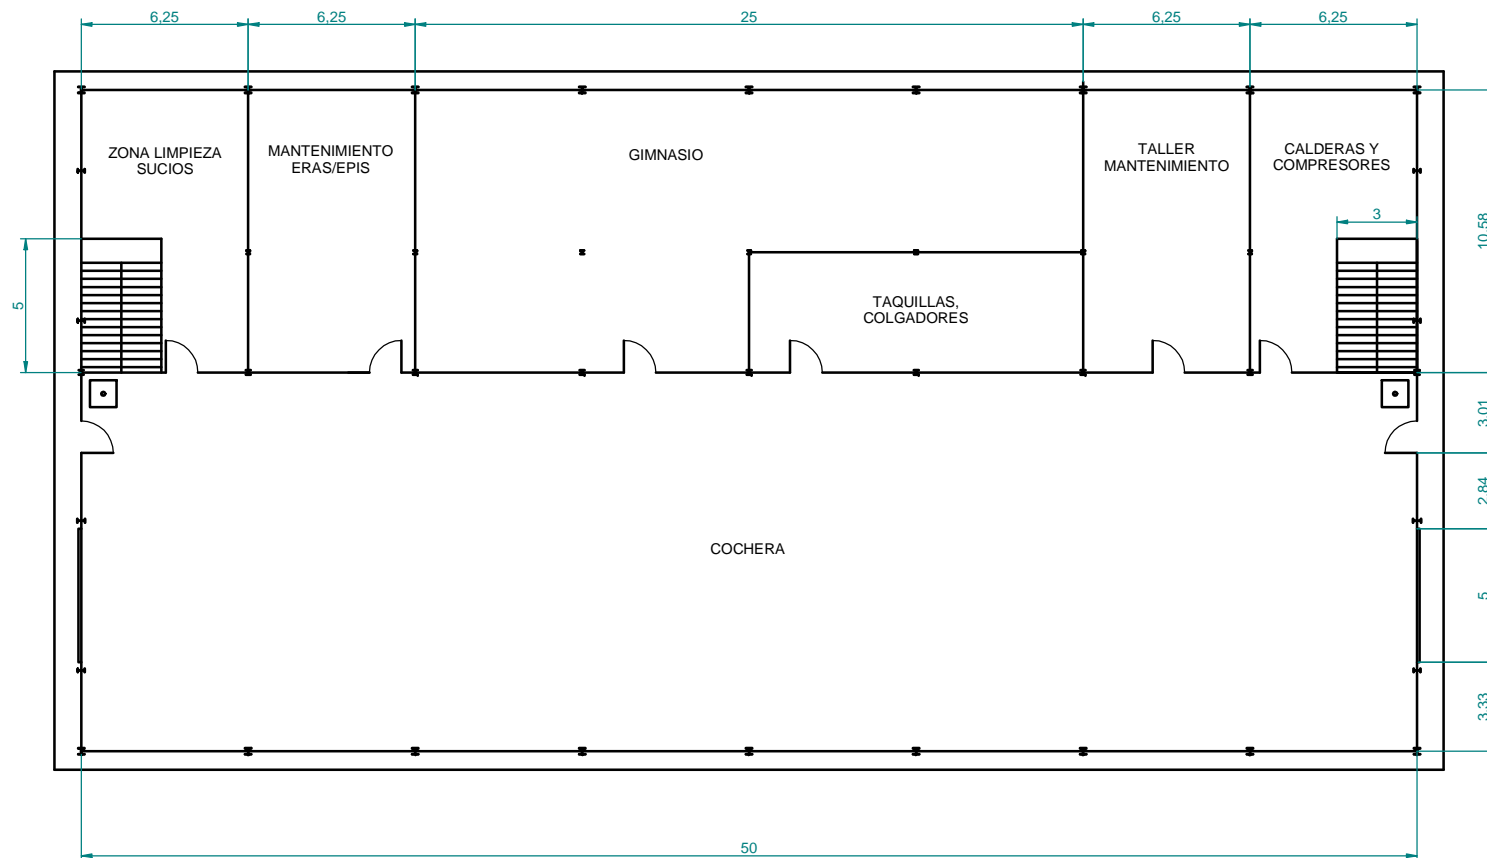 6,25
6,25
25
6,25
6,25
ZONA LIMPIEZA
SUCIOS
MANTENIMIENTO
ERAS/EPIS
GIMNASIO
TALLER
MANTENIMIENTO
CALDERAS Y
COMPRESORES
3
10,58
5
TAQUILLAS,
COLGADORES
3,01
2,84
COCHERA
5
3,33
50